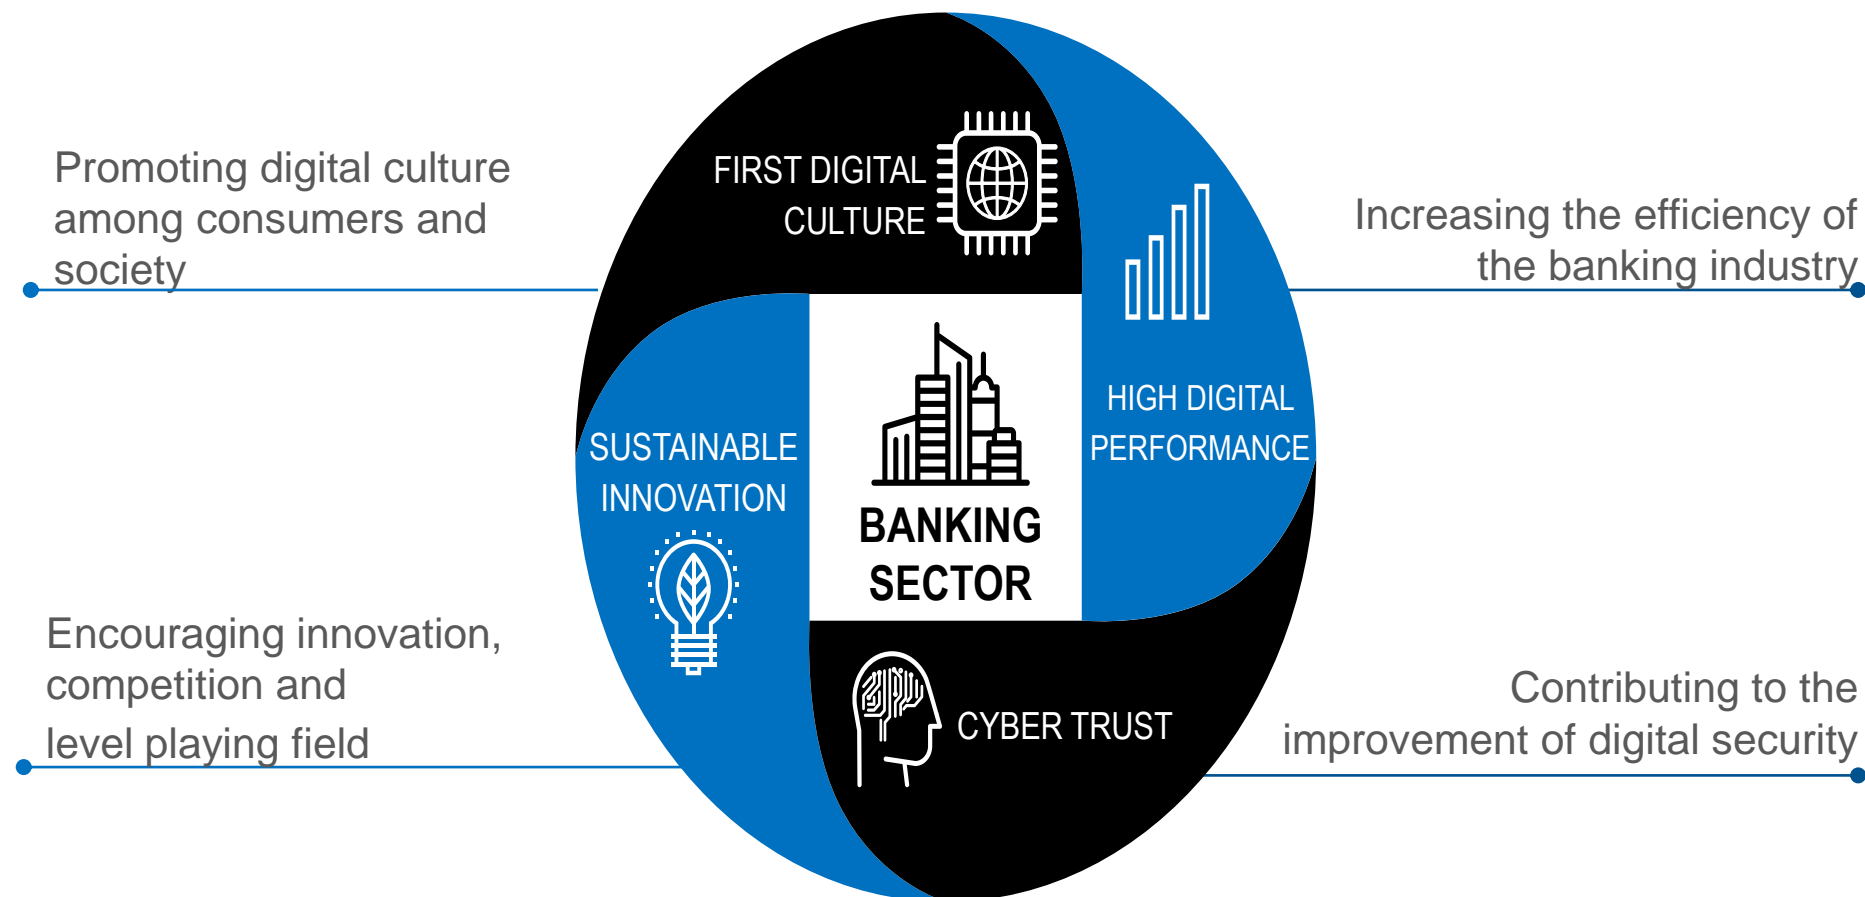 Promoting digital culture
among consumers and
society
FIRST DIGITAL
CULTURE
Increasing the efficiency of
the banking industry
HIGH DIGITAL
PERFORMANCE
SUSTAINABLE
INNOVATION
BANKING
SECTOR
Encouraging innovation,
competition and
level playing field
CYBER TRUST
Contributing to the
improvement of digital security